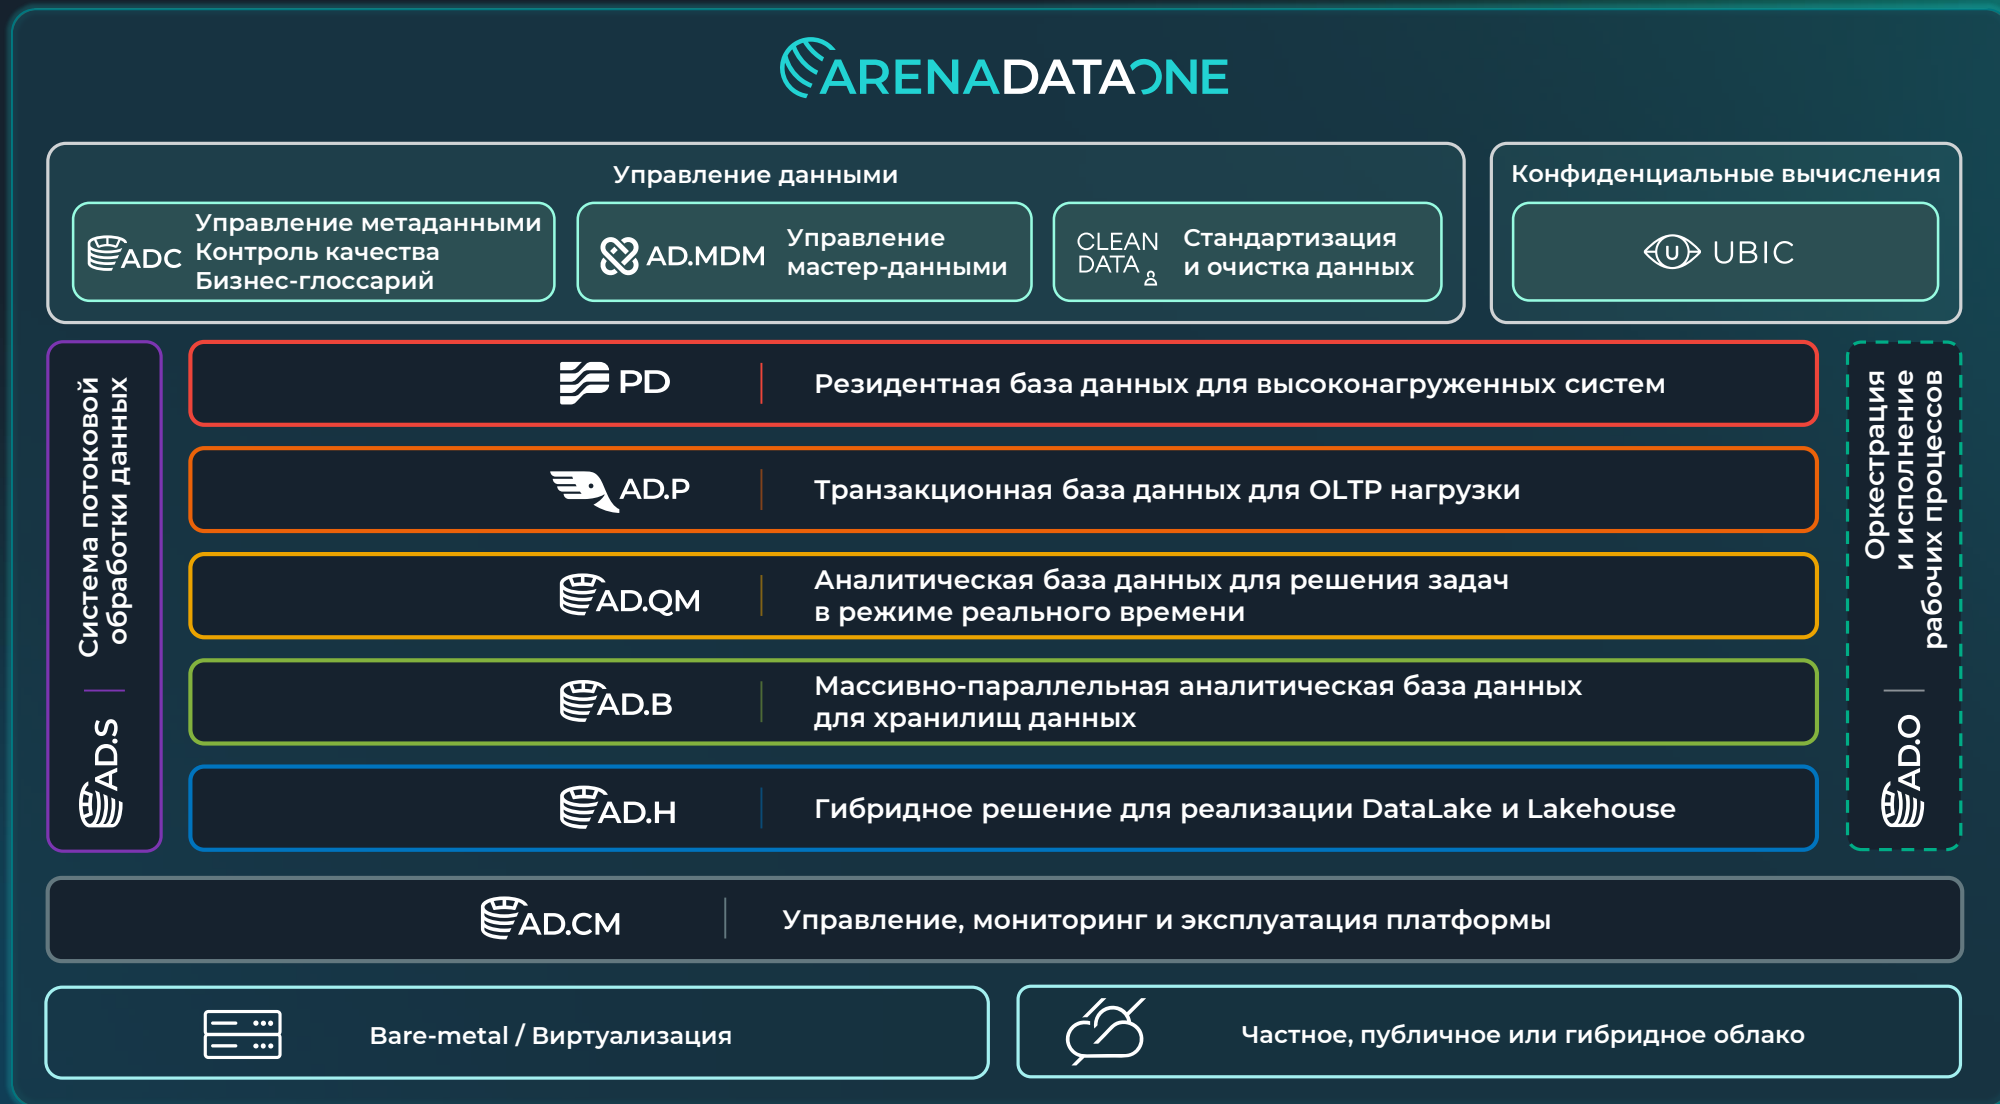 ARENADATAONE
Управление данными
ADC
Управление метаданными
Контроль качества
Бизнес-глоссарий
AD.MDM
Управление
мастер-данными
CLEAN
DATA
Стандартизация
и очистка данных
Конфиденциальные вычисления
U UBIC
Система потоковой
обработки данных
AD.S
PD
Резидентная база данных для высоконагруженных систем
AD.P
Транзакционная база данных для OLTP нагрузки
AD.QM
Аналитическая база данных для решения задач
в режиме реального времени
AD.B
Массивно-параллельная аналитическая база данных
для хранилищ данных
AD.H
Гибридное решение для реализации DataLake и Lakehouse
Оркестрация
и исполнение
рабочих процессов
AD.O
AD.CM
Управление, мониторинг и эксплуатация платформы
Bare-metal / Виртуализация
Частное, публичное или гибридное облако